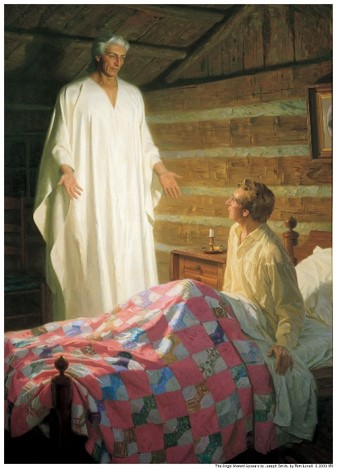 The Angel Moroni Appears to Joseph Smith, by Tom Lovell © 2003 IRI